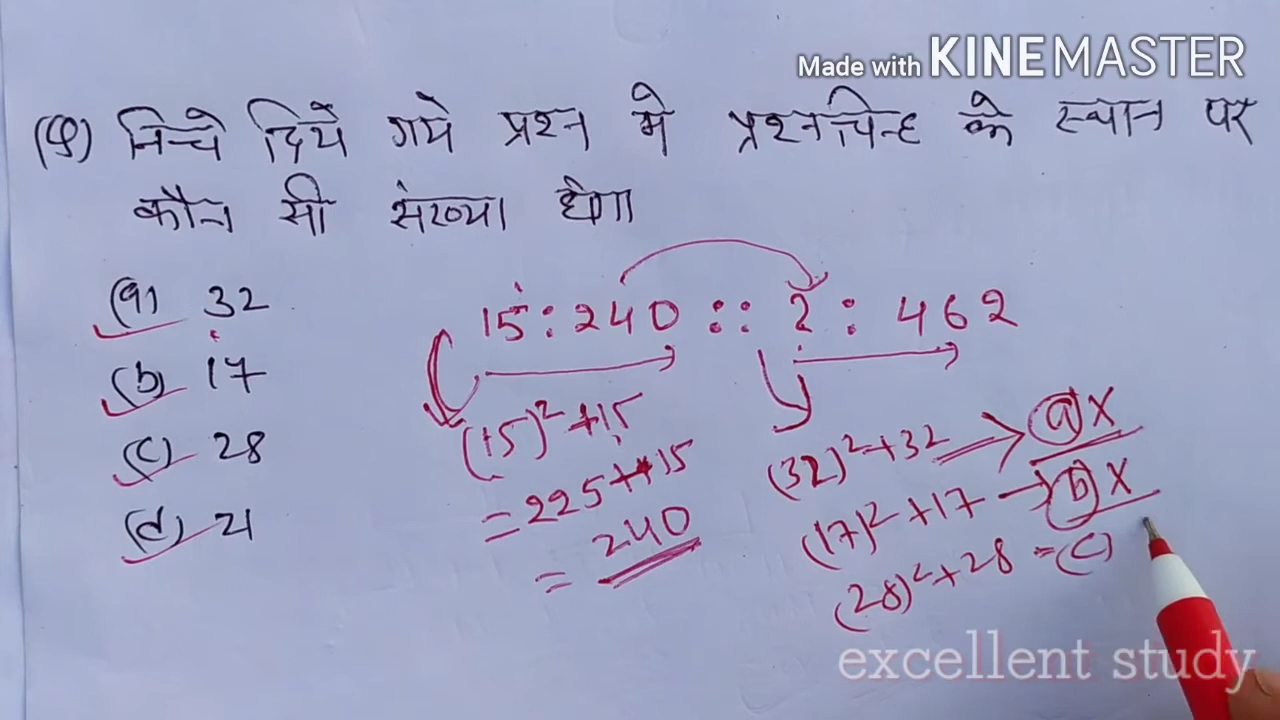 Made with KINEMASTER
(Q) निच्चे दिये गये प्रश्न मे प्रश्नचिन्ह के स्थान पर
कौन सी संख्या होगा
(a) 32
(b) 17
(c) 28
(d) 21
15 : 240 :: ? : 462
(15)² + 15
= 225 + 15
= 240
(32)² + 32 → (a) X
(17)² + 17 → (b) X
(28)² + 28 = (c)
excellent study